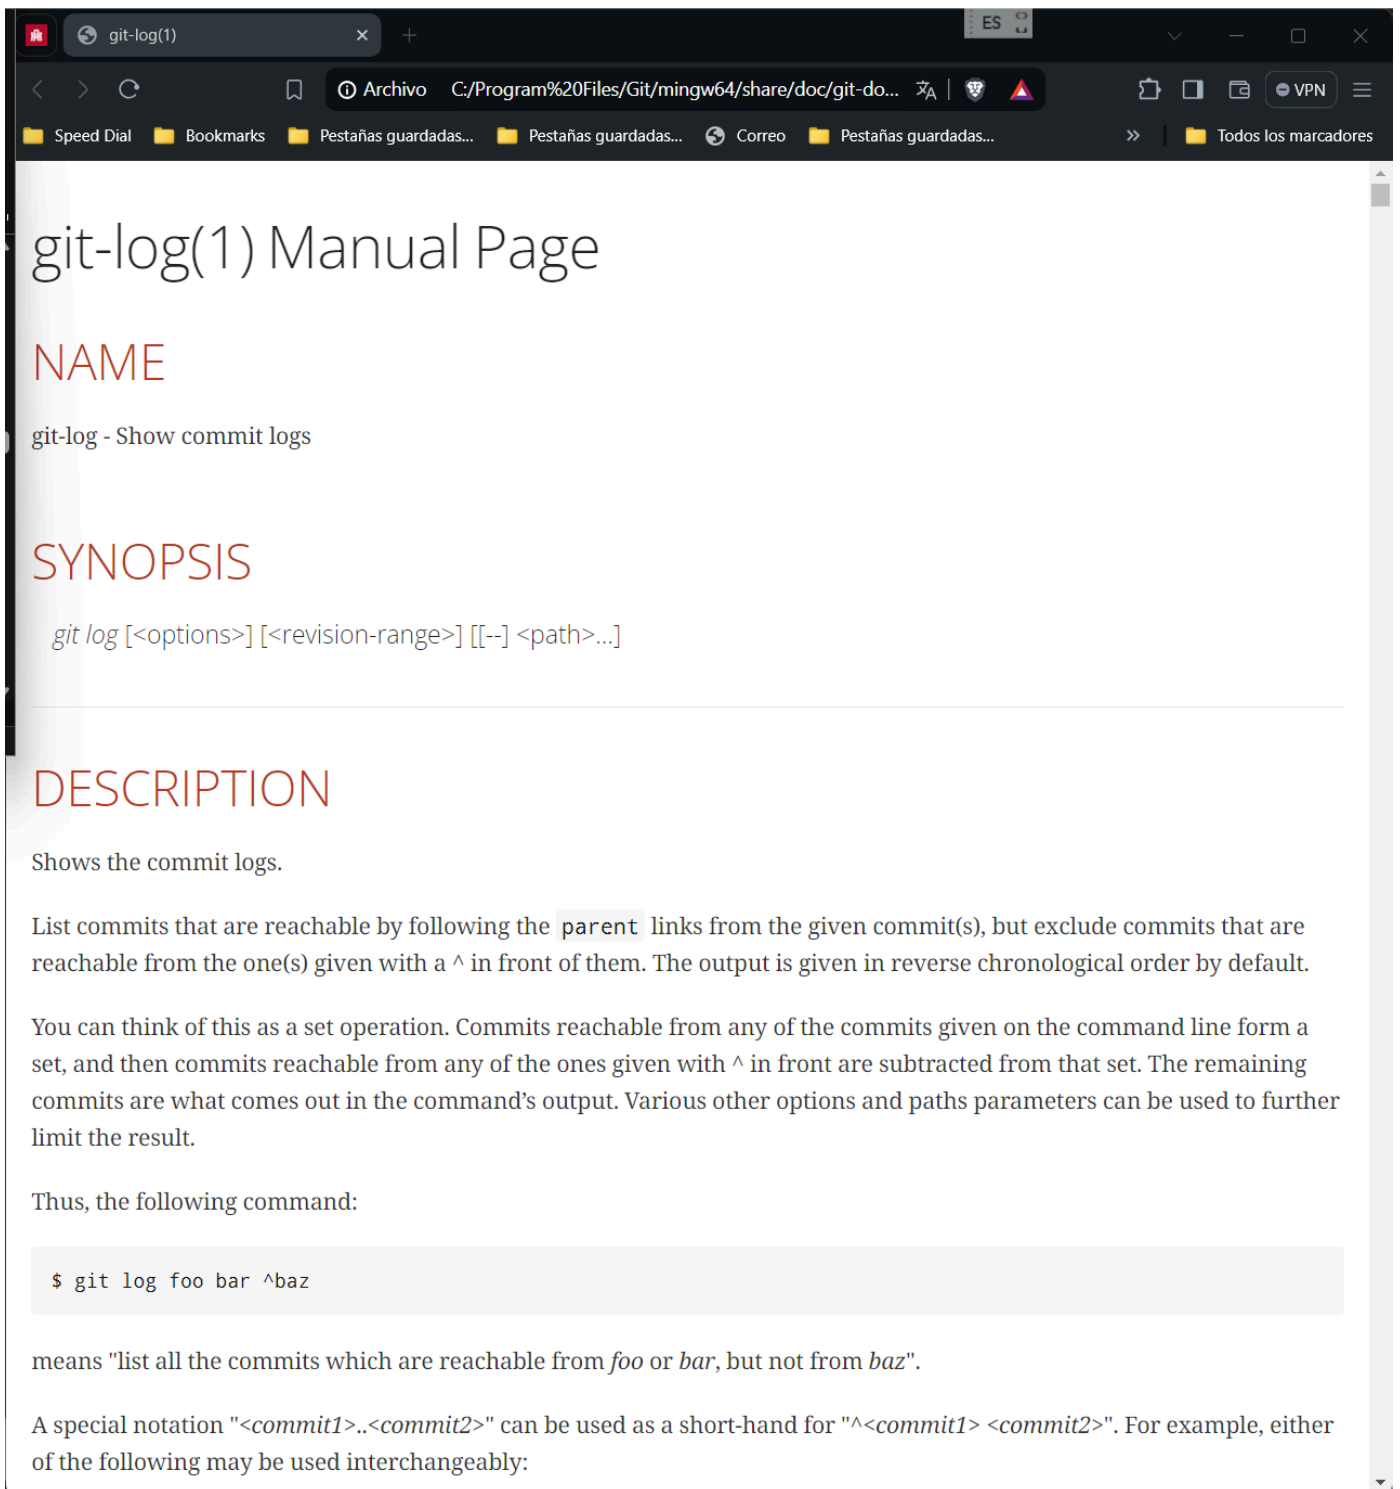 git-log(1)
ES
Archivo C:/Program%20Files/Git/mingw64/share/doc/git-do...
VPN
Speed Dial Bookmarks Pestañas guardadas... Pestañas guardadas... Correo Pestañas guardadas... » Todos los marcadores
git-log(1) Manual Page
NAME
git-log - Show commit logs
SYNOPSIS
git log [<options>] [<revision-range>] [[--] <path>...]
DESCRIPTION
Shows the commit logs.
List commits that are reachable by following the parent links from the given commit(s), but exclude commits that are
reachable from the one(s) given with a ^ in front of them. The output is given in reverse chronological order by default.
You can think of this as a set operation. Commits reachable from any of the commits given on the command line form a
set, and then commits reachable from any of the ones given with ^ in front are subtracted from that set. The remaining
commits are what comes out in the command’s output. Various other options and paths parameters can be used to further
limit the result.
Thus, the following command:
$ git log foo bar ^baz
means "list all the commits which are reachable from foo or bar, but not from baz".
A special notation "<commit1>..<commit2>" can be used as a short-hand for "^<commit1> <commit2>". For example, either
of the following may be used interchangeably: